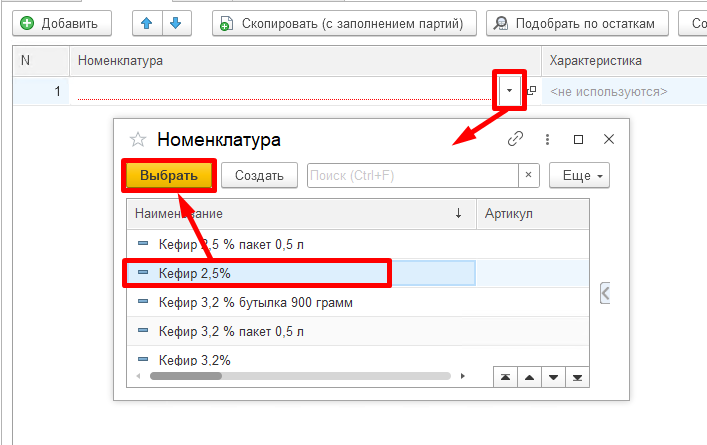 Добавить Скопировать (с заполнением партий) Подобрать по остаткам Со
N Номенклатура Характеристика
1 <не используются>
Номенклатура
Выбрать Создать Поиск (Ctrl+F) × Еще
Наименование ↓ Артикул
Кефир 2,5 % пакет 0,5 л
Кефир 2,5%
Кефир 3,2 % бутылка 900 грамм
Кефир 3,2 % пакет 0,5 л
Кефир 3,2%